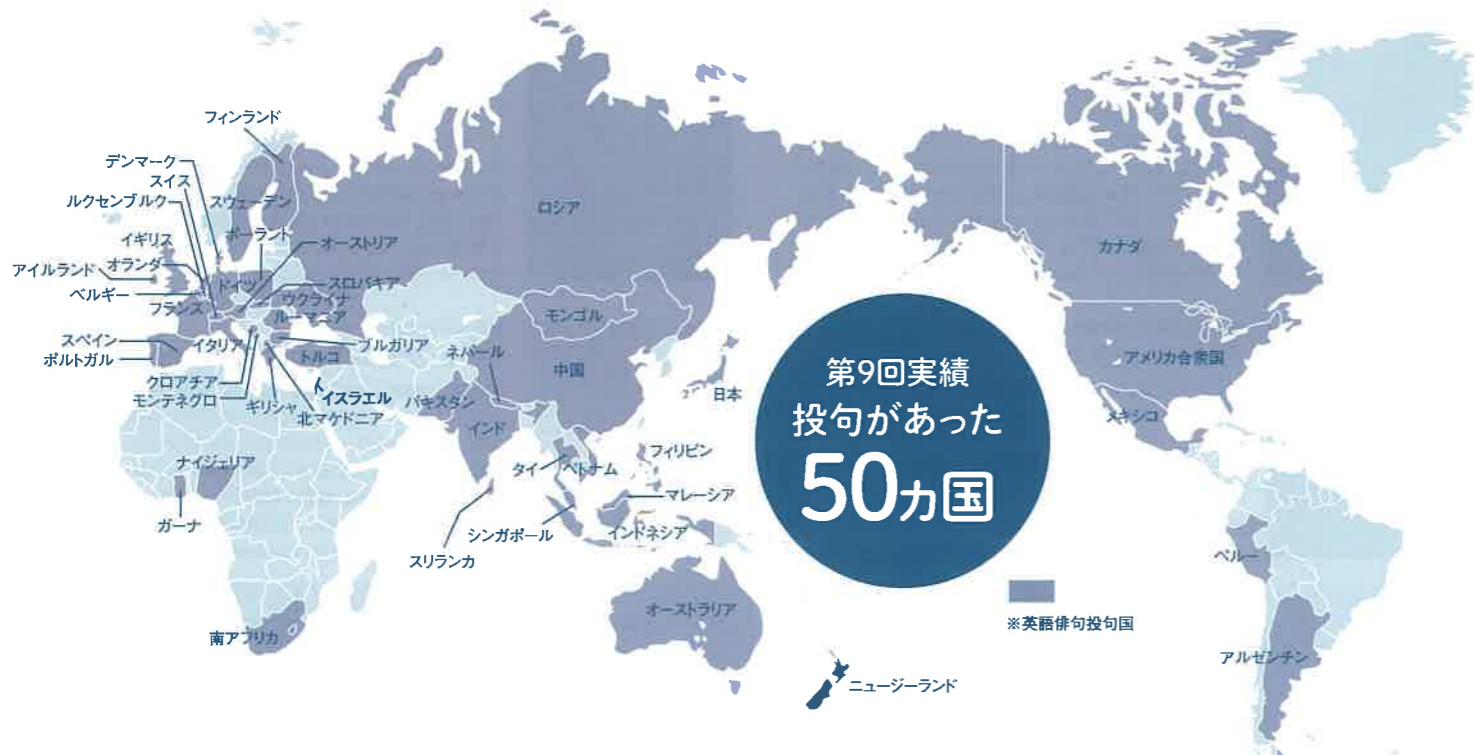 フィンランド
デンマーク
スイス
ルクセンブルク
スウェーデン
ロシア
イギリス
ポーランド
オーストリア
カナダ
アイルランド
オランダ
ドイツ
スロバキア
ベルギー
フランス
ウクライナ
ルーマニア
モンゴル
スペイン
イタリア
ブルガリア
ネパール
ポルトガル
トルコ
中国
アメリカ合衆国
クロアチア
イスラエル
パキスタン
日本
モンテネグロ
ギリシャ
北マケドニア
インド
メキシコ
第9回実績
投句があった
50カ国
ナイジェリア
タイ
ベトナム
フィリピン
マレーシア
ガーナ
シンガポール
インドネシア
スリランカ
ペルー
オーストラリア
※英語俳句投句国
南アフリカ
アルゼンチン
ニュージーランド